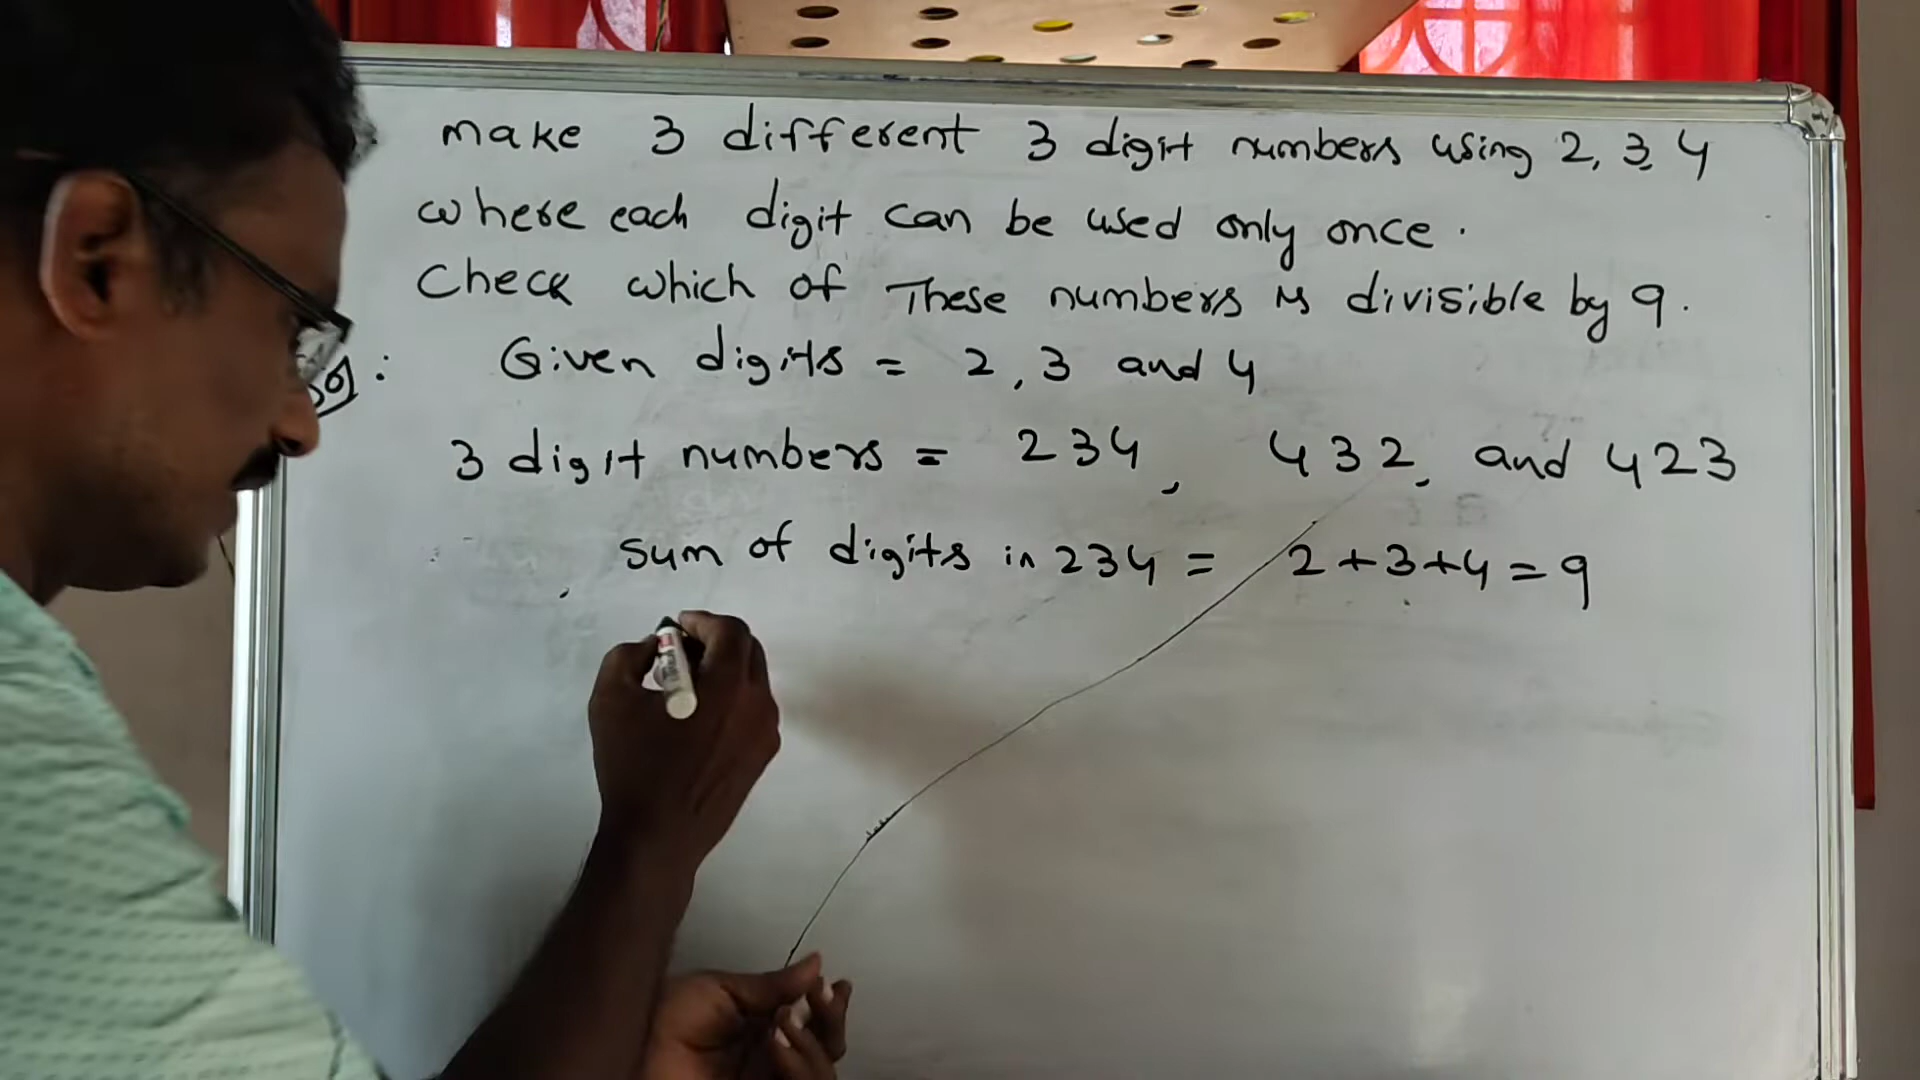 make 3 different 3 digit numbers using 2, 3, 4
where each digit can be used only once.
Check which of These numbers is divisible by 9.
Given digits = 2, 3 and 4
3 digit numbers = 234, 432, and 423
sum of digits in 234 = 2+3+4=9